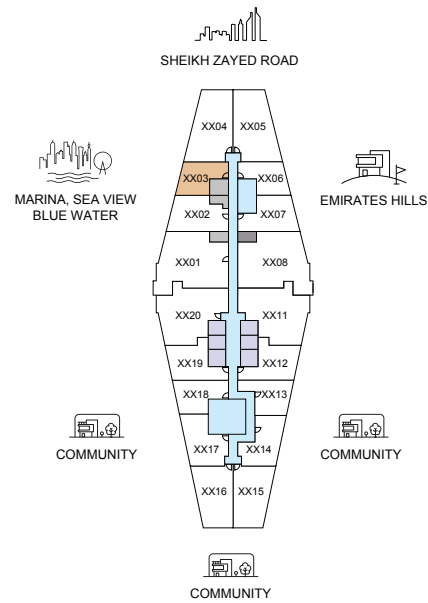 SHEIKH ZAYED ROAD
XX04 XX05
XX03 XX06
MARINA, SEA VIEW
BLUE WATER
EMIRATES HILLS
XX02 XX07
XX01 XX08
XX20 XX11
XX19 XX12
XX18 XX13
COMMUNITY
XX17 XX14
COMMUNITY
XX16 XX15
COMMUNITY